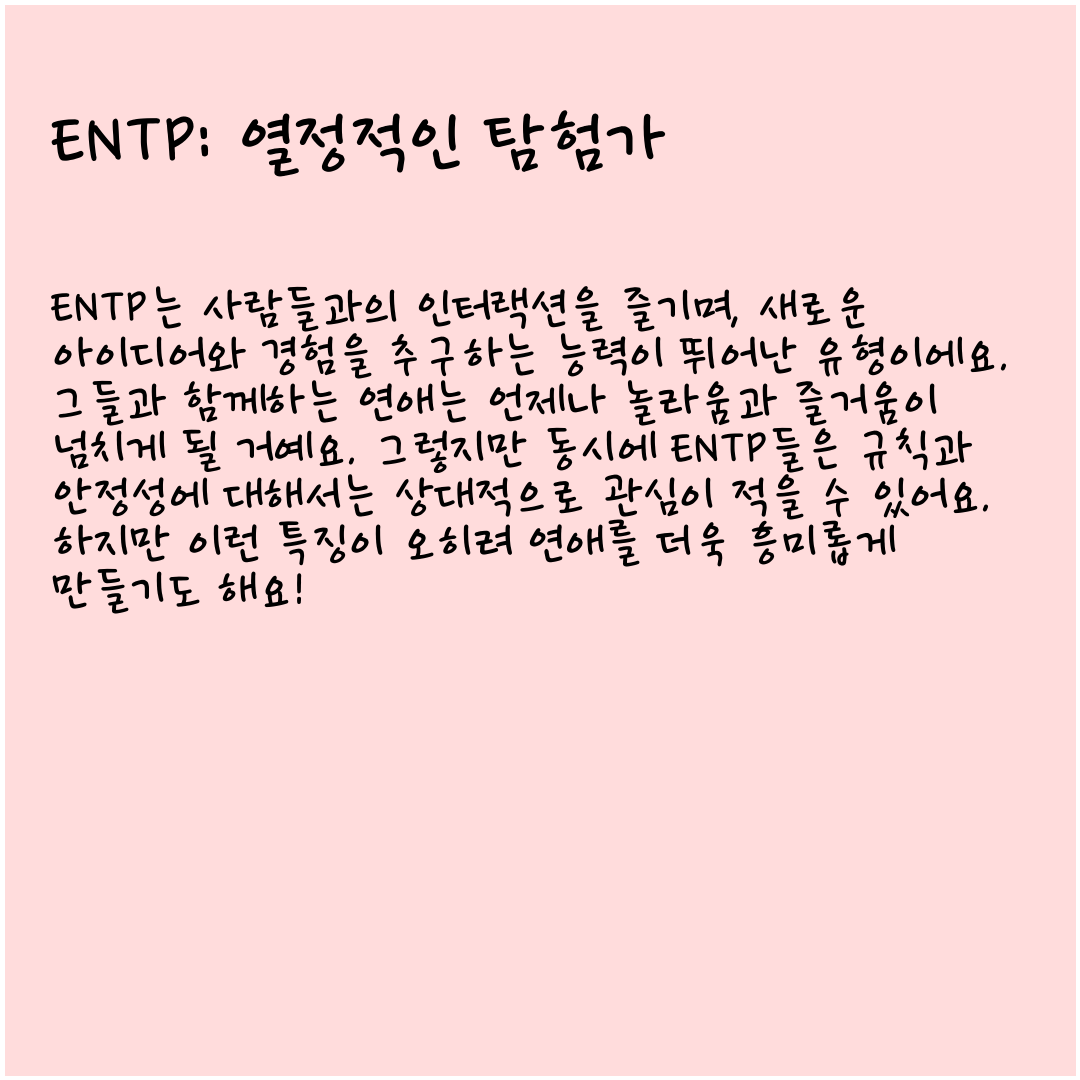 ENTP: 열정적인 탐험가
ENTP는 사람들과의 인터랙션을 즐기며, 새로운
아이디어와 경험을 추구하는 능력이 뛰어난 유형이에요.
그들과 함께하는 연애는 언제나 놀라움과 즐거움이
넘치게 될 거예요. 그렇지만 동시에 ENTP들은 규칙과
안정성에 대해서는 상대적으로 관심이 적을 수 있어요.
하지만 이런 특징이 오히려 연애를 더욱 흥미롭게
만들기도 해요!